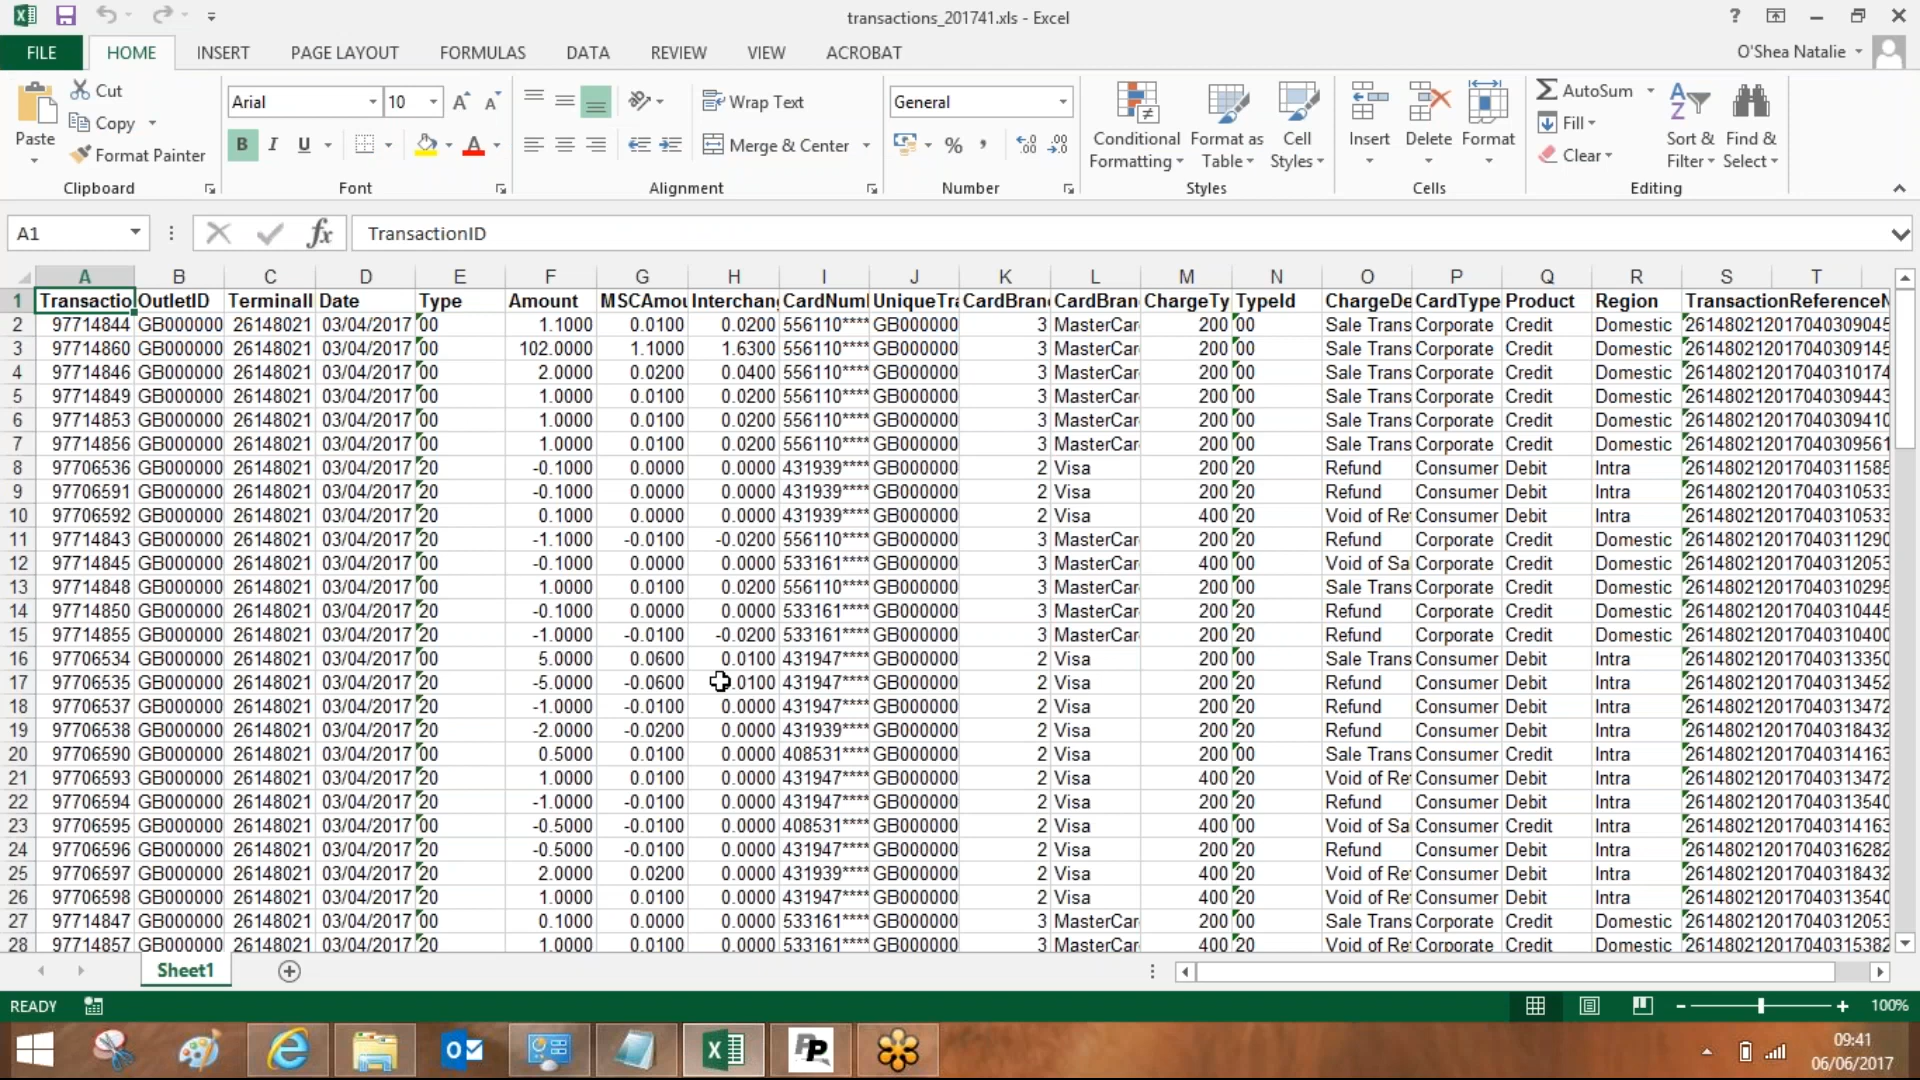 transactions_201741.xls - Excel
FILE HOME INSERT PAGE LAYOUT FORMULAS DATA REVIEW VIEW ACROBAT O'Shea Natalie
Paste Cut Copy Format Painter Clipboard
Arial 10 B I U Font
Wrap Text Merge & Center Alignment
General % Number
Conditional Formatting Format as Table Cell Styles Styles
Insert Delete Format Cells
AutoSum Fill Clear Sort & Filter Find & Select Editing
A1 fx TransactionID
A B C D E F G H I J K L M N O P Q R S T
1 Transactio OutletID TerminalI Date Type Amount MSCAmou Interchan CardNuml UniqueTra CardBran CardBran ChargeTy TypeId ChargeDe CardType Product Region TransactionReferenceN
2 97714844 GB000000 26148021 03/04/2017 00 1.1000 0.0100 0.0200 556110**** GB000000 3 MasterCar 200 00 Sale Trans Corporate Credit Domestic 261480212017040309045
3 97714860 GB000000 26148021 03/04/2017 00 102.0000 1.1000 1.6300 556110**** GB000000 3 MasterCar 200 00 Sale Trans Corporate Credit Domestic 261480212017040309145
4 97714846 GB000000 26148021 03/04/2017 00 2.0000 0.0200 0.0400 556110**** GB000000 3 MasterCar 200 00 Sale Trans Corporate Credit Domestic 261480212017040310174
5 97714849 GB000000 26148021 03/04/2017 00 1.0000 0.0100 0.0200 556110**** GB000000 3 MasterCar 200 00 Sale Trans Corporate Credit Domestic 261480212017040309443
6 97714853 GB000000 26148021 03/04/2017 00 1.0000 0.0100 0.0200 556110**** GB000000 3 MasterCar 200 00 Sale Trans Corporate Credit Domestic 261480212017040309410
7 97714856 GB000000 26148021 03/04/2017 00 1.0000 0.0100 0.0200 556110**** GB000000 3 MasterCar 200 00 Sale Trans Corporate Credit Domestic 261480212017040309561
8 97706536 GB000000 26148021 03/04/2017 20 -0.1000 0.0000 0.0000 431939**** GB000000 2 Visa 200 20 Refund Consumer Debit Intra 261480212017040311585
9 97706591 GB000000 26148021 03/04/2017 20 -0.1000 0.0000 0.0000 431939**** GB000000 2 Visa 200 20 Refund Consumer Debit Intra 261480212017040310533
10 97706592 GB000000 26148021 03/04/2017 20 0.1000 0.0000 0.0000 431939**** GB000000 2 Visa 400 20 Void of Re Consumer Debit Intra 261480212017040310533
11 97714843 GB000000 26148021 03/04/2017 20 -1.1000 -0.0100 -0.0200 556110**** GB000000 3 MasterCar 200 20 Refund Corporate Credit Domestic 261480212017040311290
12 97714845 GB000000 26148021 03/04/2017 00 -0.1000 0.0000 0.0000 533161**** GB000000 3 MasterCar 400 00 Void of Sa Corporate Credit Domestic 261480212017040312053
13 97714848 GB000000 26148021 03/04/2017 00 1.0000 0.0100 0.0200 556110**** GB000000 3 MasterCar 200 00 Sale Trans Corporate Credit Domestic 261480212017040310295
14 97714850 GB000000 26148021 03/04/2017 20 -0.1000 0.0000 0.0000 533161**** GB000000 3 MasterCar 200 20 Refund Corporate Credit Domestic 261480212017040310445
15 97714855 GB000000 26148021 03/04/2017 20 -1.0000 -0.0100 -0.0200 533161**** GB000000 3 MasterCar 200 20 Refund Corporate Credit Domestic 261480212017040310400
16 97706534 GB000000 26148021 03/04/2017 00 5.0000 0.0600 0.0100 431947**** GB000000 2 Visa 200 00 Sale Trans Consumer Debit Intra 261480212017040313350
17 97706535 GB000000 26148021 03/04/2017 20 -5.0000 -0.0600 .0100 431947**** GB000000 2 Visa 200 20 Refund Consumer Debit Intra 261480212017040313452
18 97706537 GB000000 26148021 03/04/2017 20 -1.0000 -0.0100 0.0000 431947**** GB000000 2 Visa 200 20 Refund Consumer Debit Intra 261480212017040313472
19 97706538 GB000000 26148021 03/04/2017 20 -2.0000 -0.0200 0.0000 431939**** GB000000 2 Visa 200 20 Refund Consumer Debit Intra 261480212017040318432
20 97706590 GB000000 26148021 03/04/2017 00 0.5000 0.0100 0.0000 408531**** GB000000 2 Visa 200 00 Sale Trans Consumer Credit Intra 261480212017040314163
21 97706593 GB000000 26148021 03/04/2017 20 1.0000 0.0100 0.0000 431947**** GB000000 2 Visa 400 20 Void of Re Consumer Debit Intra 261480212017040313472
22 97706594 GB000000 26148021 03/04/2017 20 -1.0000 -0.0100 0.0000 431947**** GB000000 2 Visa 200 20 Refund Consumer Debit Intra 261480212017040313540
23 97706595 GB000000 26148021 03/04/2017 00 -0.5000 -0.0100 0.0000 408531**** GB000000 2 Visa 400 00 Void of Sa Consumer Credit Intra 261480212017040314163
24 97706596 GB000000 26148021 03/04/2017 20 -0.5000 -0.0100 0.0000 431947**** GB000000 2 Visa 200 20 Refund Consumer Debit Intra 261480212017040316282
25 97706597 GB000000 26148021 03/04/2017 20 2.0000 0.0200 0.0000 431939**** GB000000 2 Visa 400 20 Void of Re Consumer Debit Intra 261480212017040318432
26 97706598 GB000000 26148021 03/04/2017 20 1.0000 0.0100 0.0000 431947**** GB000000 2 Visa 400 20 Void of Re Consumer Debit Intra 261480212017040313540
27 97714847 GB000000 26148021 03/04/2017 00 0.1000 0.0000 0.0000 533161**** GB000000 3 MasterCar 200 00 Sale Trans Corporate Credit Domestic 261480212017040312053
28 97714857 GB000000 26148021 03/04/2017 20 1.0000 0.0100 0.0000 533161**** GB000000 3 MasterCar 400 20 Void of Re Corporate Credit Domestic 261480212017040315382
Sheet1
READY 100%
09:41
06/06/2017